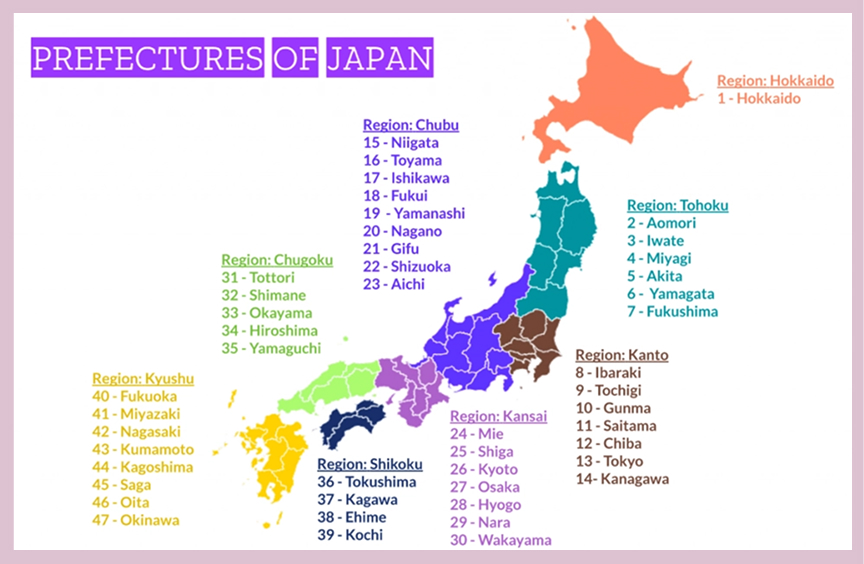 PREFECTURES OF JAPAN
Region: Hokkaido
1 - Hokkaido
Region: Chubu
15 - Niigata
16 - Toyama
17 - Ishikawa
18 - Fukui
19 - Yamanashi
20 - Nagano
21 - Gifu
22 - Shizuoka
23 - Aichi
Region: Tohoku
2 - Aomori
3 - Iwate
4 - Miyagi
5 - Akita
6 - Yamagata
7 - Fukushima
Region: Chugoku
31 - Tottori
32 - Shimane
33 - Okayama
34 - Hiroshima
35 - Yamaguchi
Region: Kanto
8 - Ibaraki
9 - Tochigi
10 - Gunma
11 - Saitama
12 - Chiba
13 - Tokyo
14- Kanagawa
Region: Kyushu
40 - Fukuoka
41 - Miyazaki
42 - Nagasaki
43 - Kumamoto
44 - Kagoshima
45 - Saga
46 - Oita
47 - Okinawa
Region: Shikoku
36 - Tokushima
37 - Kagawa
38 - Ehime
39 - Kochi
Region: Kansai
24 - Mie
25 - Shiga
26 - Kyoto
27 - Osaka
28 - Hyogo
29 - Nara
30 - Wakayama